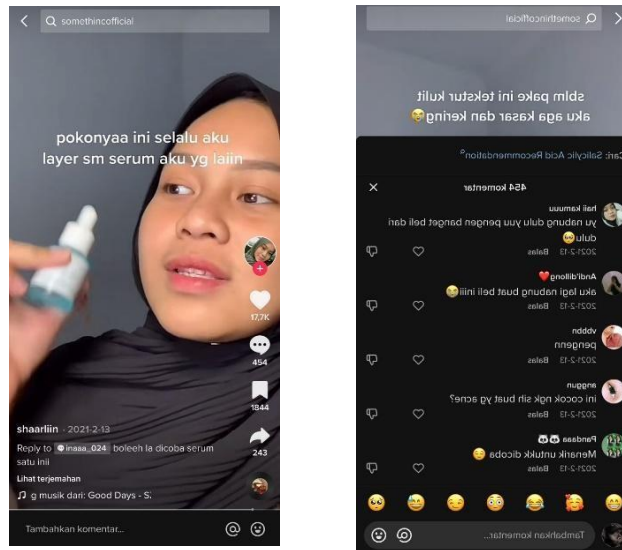 somethincofficial
pokonyaa ini selalu aku
layer sm serum aku yg laiin
17,7K
454
1844
243
shaarliin · 2021-2-13
Reply to inaaa_024 boleeh la dicoba serum
satu inii
Lihat terjemahan
g musik dari: Good Days - S
Tambahkan komentar...
somethincofficial
sblm pake ini tekstur kulit
aku aga kasar dan kering😭
Cari: Salicylic Acid Recommendation
454 komentar
haii kamuuu
yu nabung dulu yuu pengen banget beli dari
dulu🥺
2021-2-13 Balas
Andi'dillong❤️
aku lagi nabung buat beli iniii😭
2021-2-13 Balas
vbbbn
pengenn
2021-2-13 Balas
anggun
ini cocok ngk sih buat yg acne?
2021-2-13 Balas
Pandaaa🐼🐼
Menarik untukk dicoba😊
2021-2-13 Balas
Tambahkan komentar...